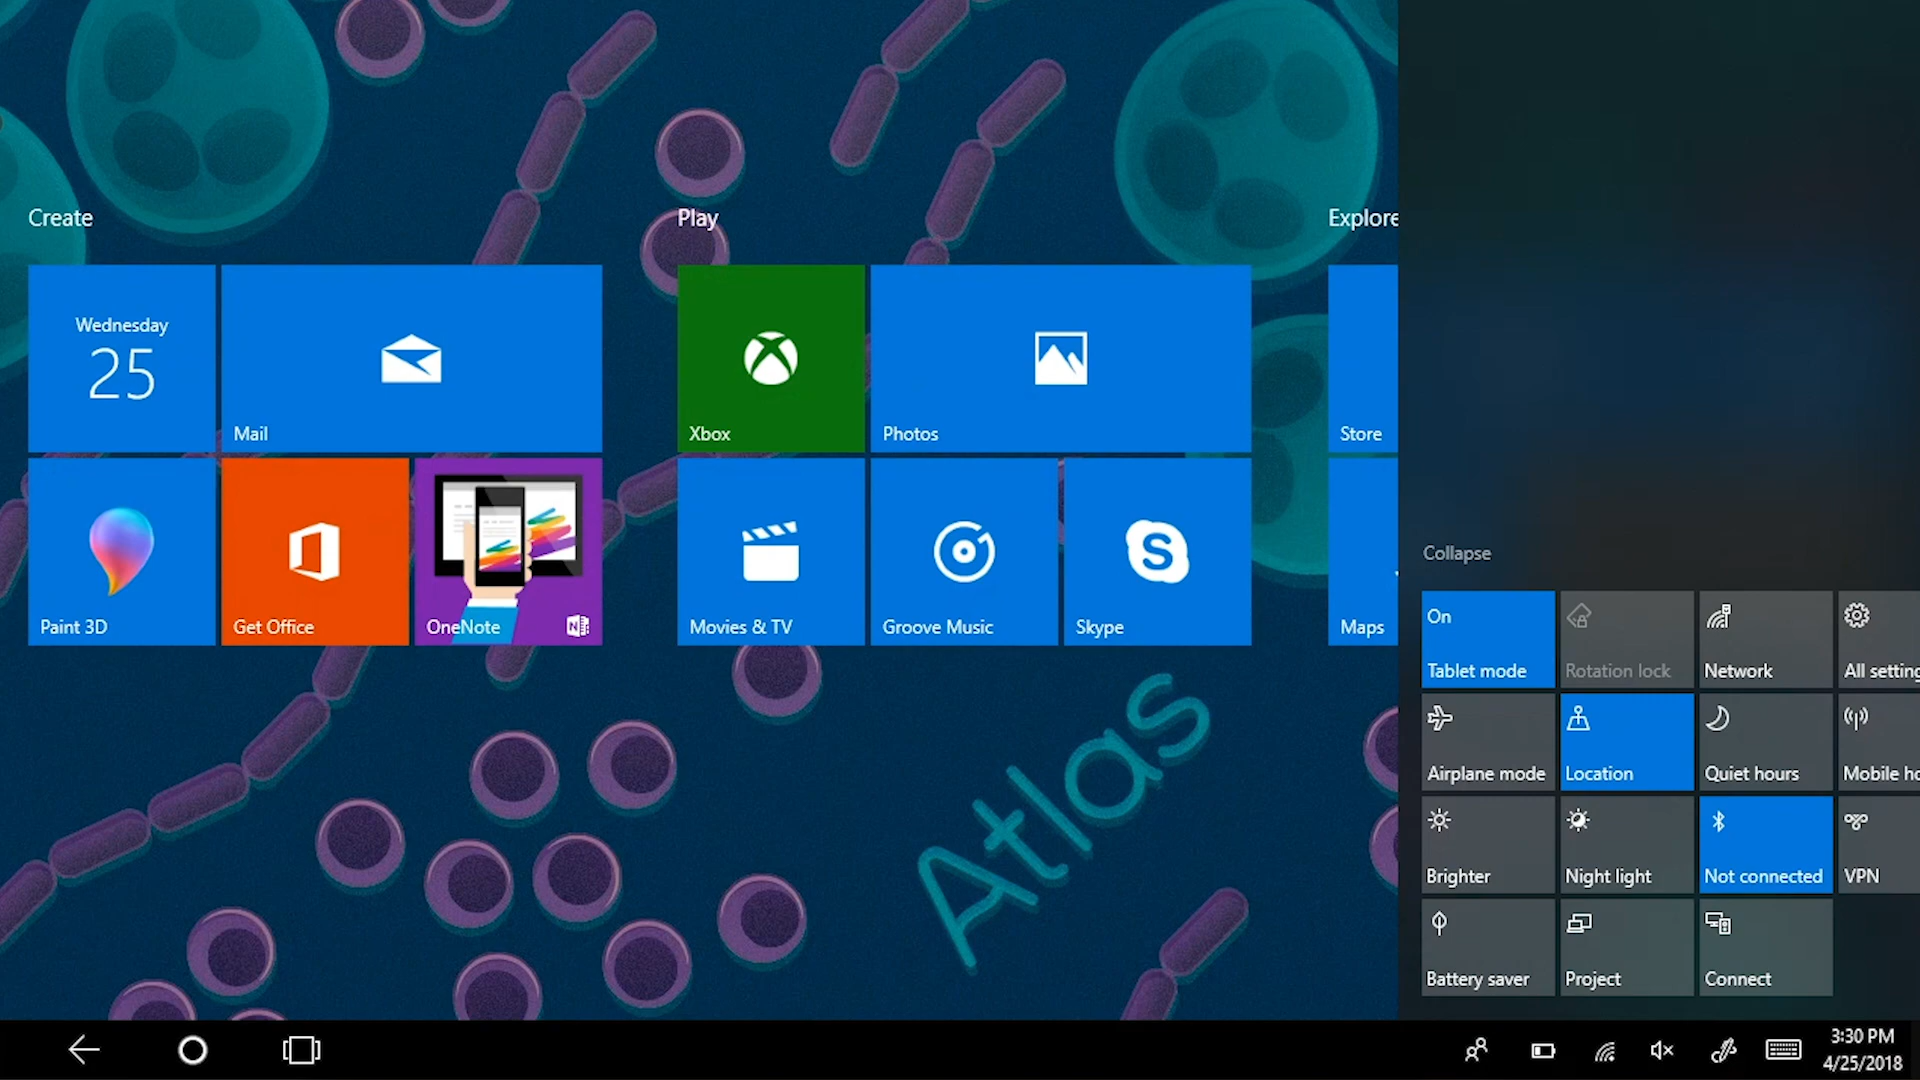 Create
Play
Explore
Wednesday
25
Mail
Xbox
Photos
Store
Paint 3D
Get Office
OneNote
N
Movies & TV
Groove Music
S
Skype
Maps
Atlas
Collapse
On
Tablet mode
Rotation lock
Network
All setting
Airplane mode
Location
Quiet hours
Mobile ho
Brighter
Night light
Not connected
VPN
Battery saver
Project
Connect
3:30 PM
4/25/2018